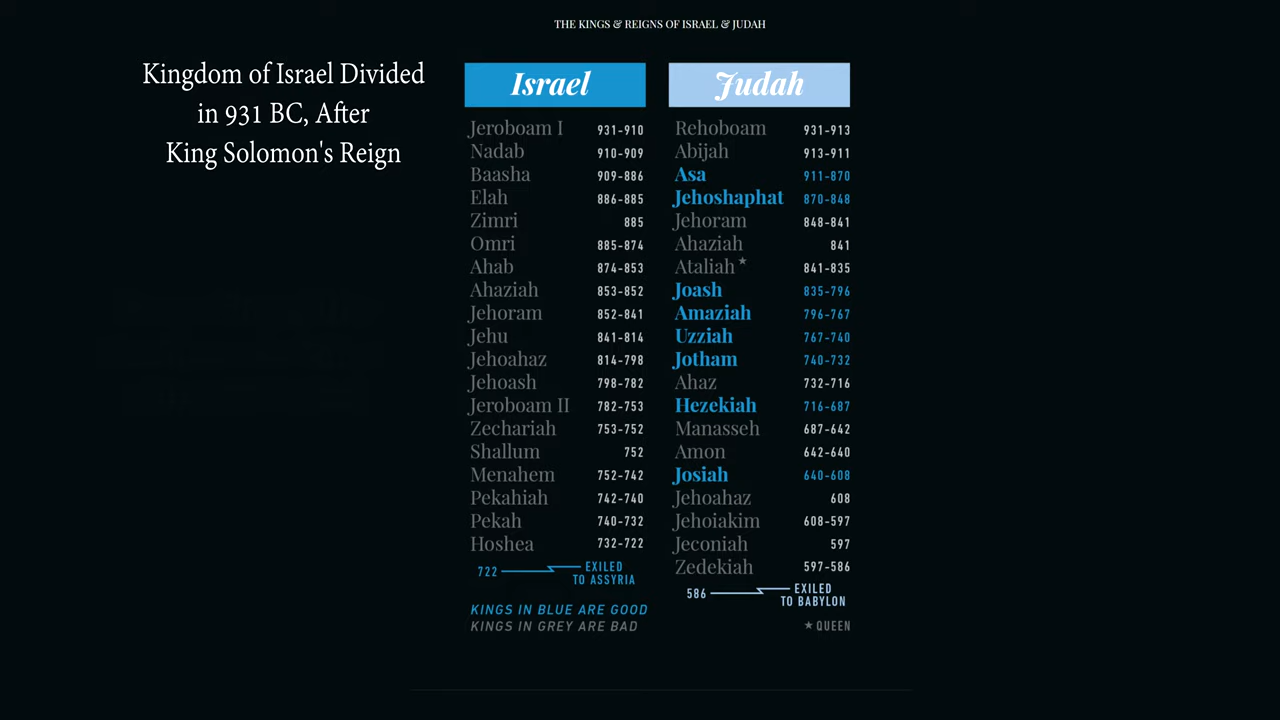 THE KINGS & REIGNS OF ISRAEL & JUDAH
Kingdom of Israel Divided
in 931 BC, After
King Solomon's Reign
Israel
Jeroboam I 931-910
Nadab 910-909
Baasha 909-886
Elah 886-885
Zimri 885
Omri 885-874
Ahab 874-853
Ahaziah 853-852
Jehoram 852-841
Jehu 841-814
Jehoahaz 814-798
Jehoash 798-782
Jeroboam II 782-753
Zechariah 753-752
Shallum 752
Menahem 752-742
Pekahiah 742-740
Pekah 740-732
Hoshea 732-722
722 EXILED
TO ASSYRIA
KINGS IN BLUE ARE GOOD
KINGS IN GREY ARE BAD
Judah
Rehoboam 931-913
Abijah 913-911
Asa 911-870
Jehoshaphat 870-848
Jehoram 848-841
Ahaziah 841
Ataliah ★ 841-835
Joash 835-796
Amaziah 796-767
Uzziah 767-740
Jotham 740-732
Ahaz 732-716
Hezekiah 716-687
Manasseh 687-642
Amon 642-640
Josiah 640-608
Jehoahaz 608
Jehoiakim 608-597
Jeconiah 597
Zedekiah 597-586
586 EXILED
TO BABYLON
★ QUEEN